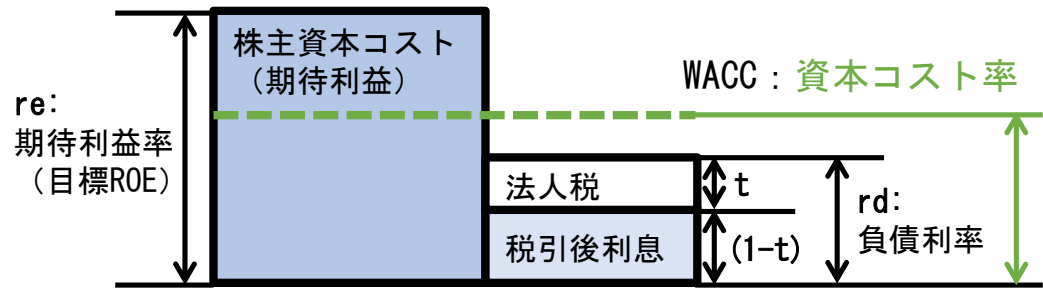 株主資本コスト
（期待利益）
WACC：資本コスト率
re:
期待利益率
（目標ROE）
法人税
t
rd:
負債利率
税引後利息
(1-t)